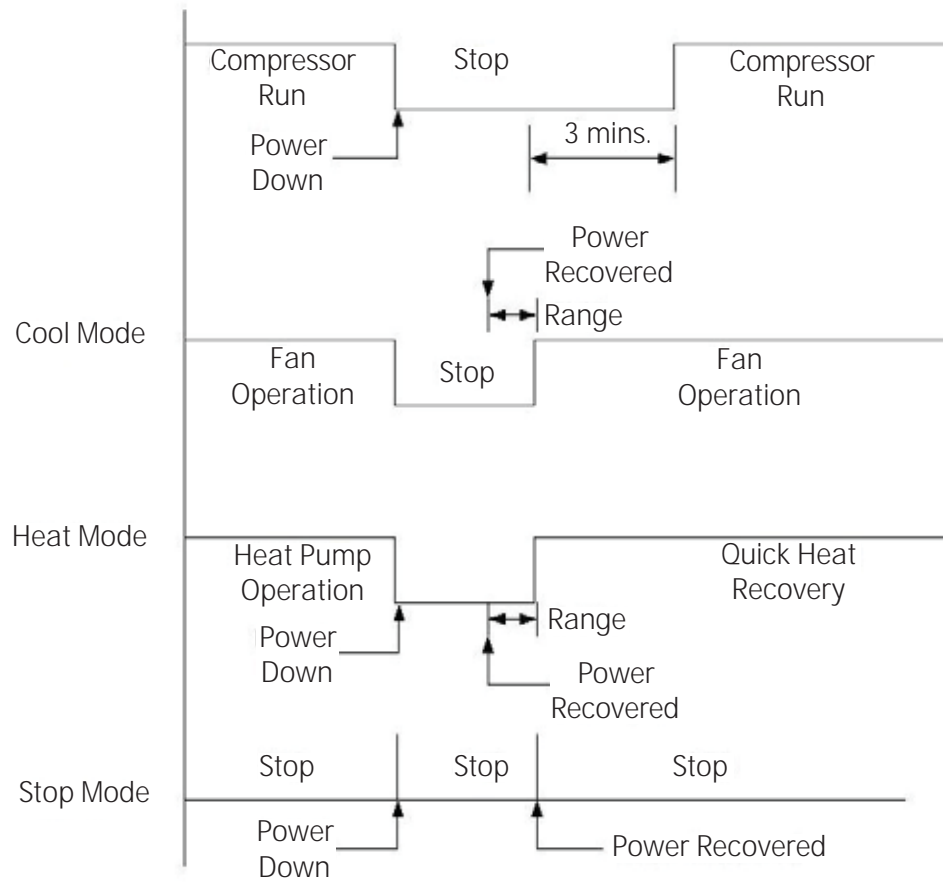 Compressor
Run
Stop
Compressor
Run
3 mins.
Power
Down
Power
Recovered
Range
Cool Mode
Fan
Operation
Stop
Fan
Operation
Heat Mode
Heat Pump
Operation
Quick Heat
Recovery
Range
Power
Down
Power
Recovered
Stop
Stop
Stop
Stop Mode
Power
Down
Power Recovered